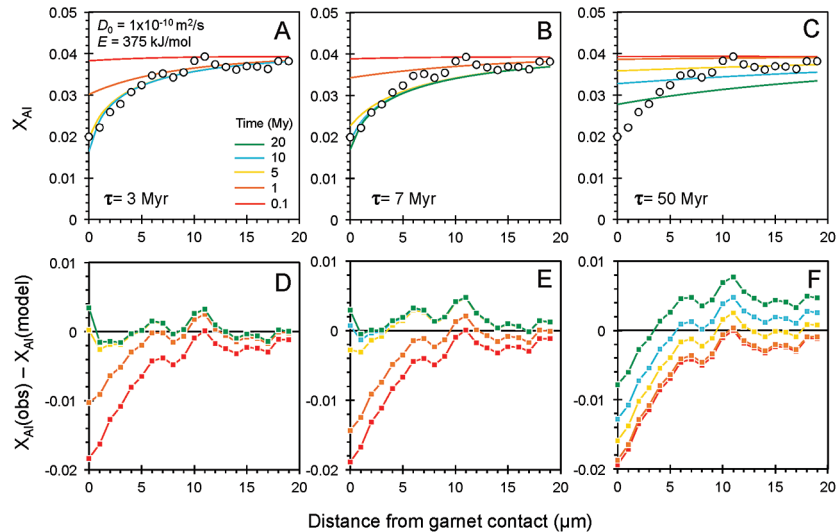 A
D₀ = 1x10⁻¹⁰ m²/s
E = 375 kJ/mol
X_Al
0.05
0.04
0.03
0.02
0.01
0
Time (My)
20
10
5
1
0.1
τ= 3 Myr
0 5 10 15 20
B
0.05
0.04
0.03
0.02
0.01
0
τ= 7 Myr
0 5 10 15 20
C
0.05
0.04
0.03
0.02
0.01
0
τ= 50 Myr
0 5 10 15 20
D
X_Al(obs) – X_Al(model)
0.01
0
-0.01
-0.02
0 5 10 15 20
E
0.01
0
-0.01
-0.02
0 5 10 15 20
F
0.01
0
-0.01
-0.02
0 5 10 15 20
Distance from garnet contact (µm)